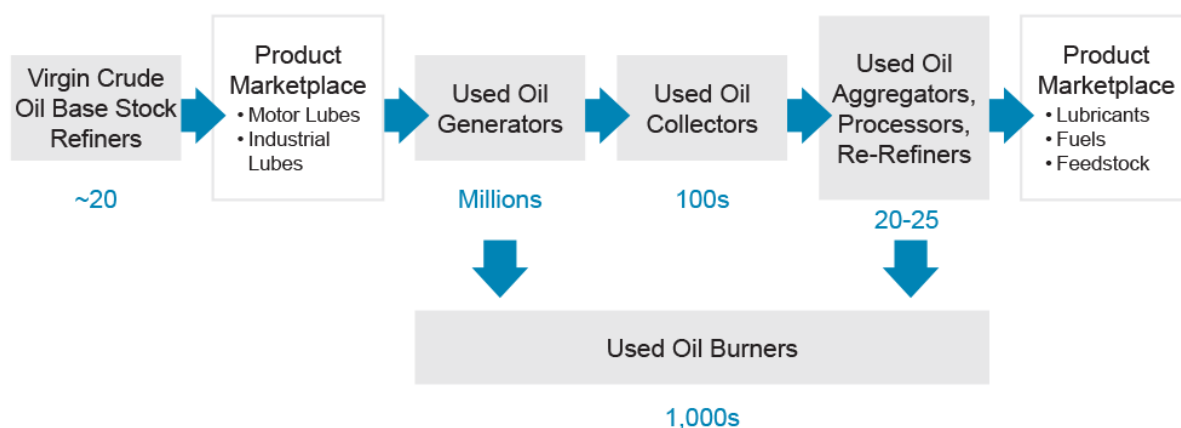 Virgin Crude
Oil Base Stock
Refiners
~20
Product
Marketplace
• Motor Lubes
• Industrial
Lubes
Used Oil
Generators
Millions
Used Oil
Collectors
100s
Used Oil
Aggregators,
Processors,
Re-Refiners
20-25
Product
Marketplace
• Lubricants
• Fuels
• Feedstock
Used Oil Burners
1,000s